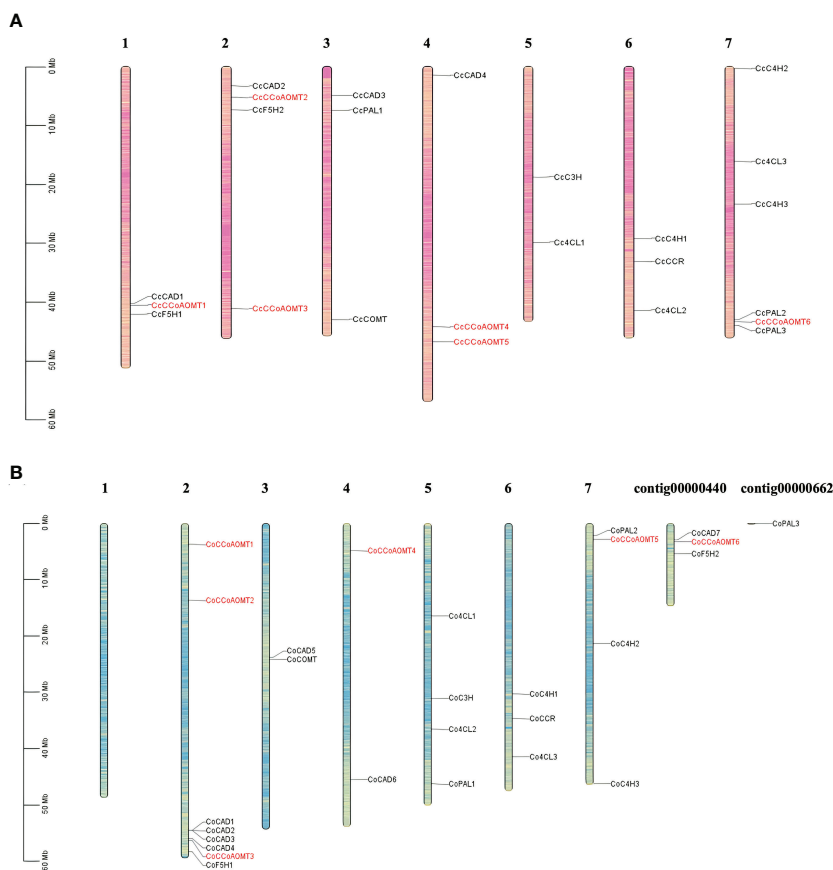 A
1 2 3 4 5 6 7
0 Mb
10 Mb
20 Mb
30 Mb
40 Mb
50 Mb
60 Mb
CcCAD1
CcCCoAOMT1
CcF5H1
CcCAD2
CcCCoAOMT2
CcF5H2
CcCCoAOMT3
CcCAD3
CcPAL1
CcCOMT
CcCAD4
CcCCoAOMT4
CcCCoAOMT5
CcC3H
Cc4CL1
CcC4H1
CcCCR
Cc4CL2
CcC4H2
Cc4CL3
CcC4H3
CcPAL2
CcCCoAOMT6
CcPAL3
B
1 2 3 4 5 6 7 contig00000440 contig00000662
0 Mb
10 Mb
20 Mb
30 Mb
40 Mb
50 Mb
60 Mb
CoCCoAOMT1
CoCCoAOMT2
CoCAD1
CoCAD2
CoCAD3
CoCAD4
CoCCoAOMT3
CoF5H1
CoCAD5
CoCOMT
CoCCoAOMT4
CoCAD6
Co4CL1
CoC3H
Co4CL2
CoPAL1
CoC4H1
CoCCR
Co4CL3
CoPAL2
CoCCoAOMT5
CoC4H2
CoC4H3
CoCAD7
CoCCoAOMT6
CoF5H2
CoPAL3